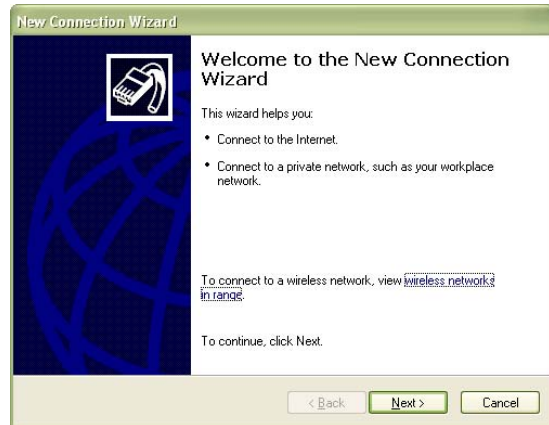 New Connection Wizard
Welcome to the New Connection
Wizard
This wizard helps you:
• Connect to the Internet.
• Connect to a private network, such as your workplace
network.
To connect to a wireless network, view wireless networks
in range.
To continue, click Next.
< Back Next > Cancel